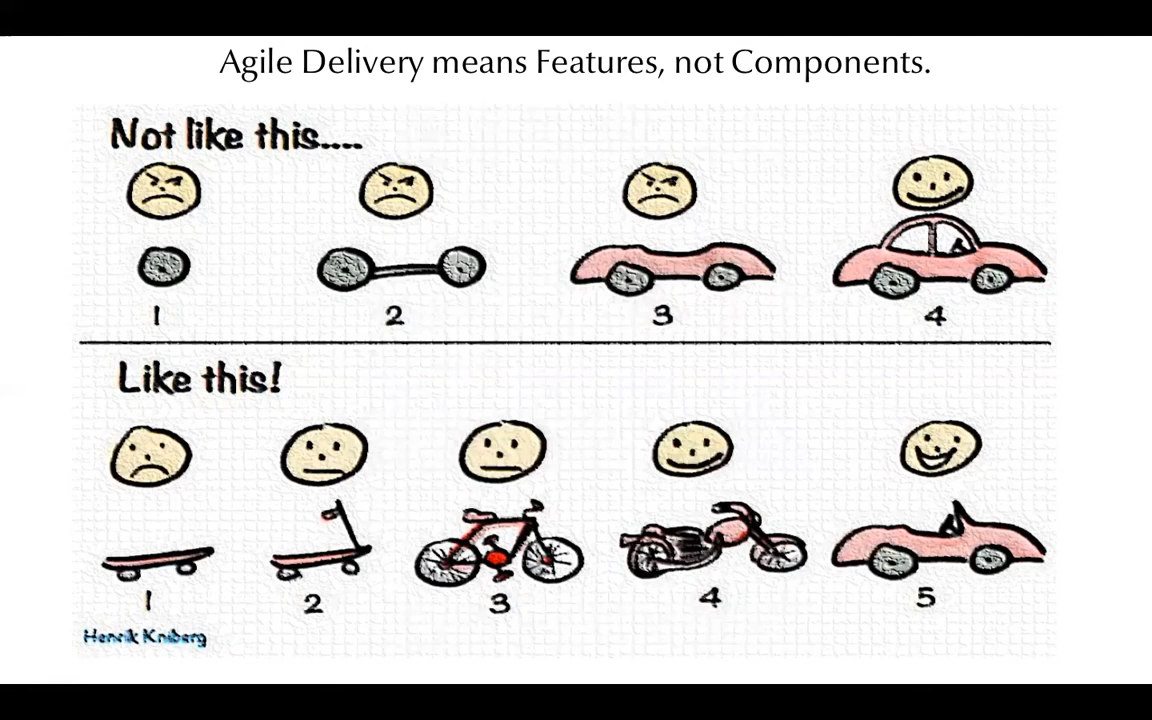 Agile Delivery means Features, not Components.
Not like this....
1 2 3 4
Like this!
1 2 3 4 5
Henrik Kniberg